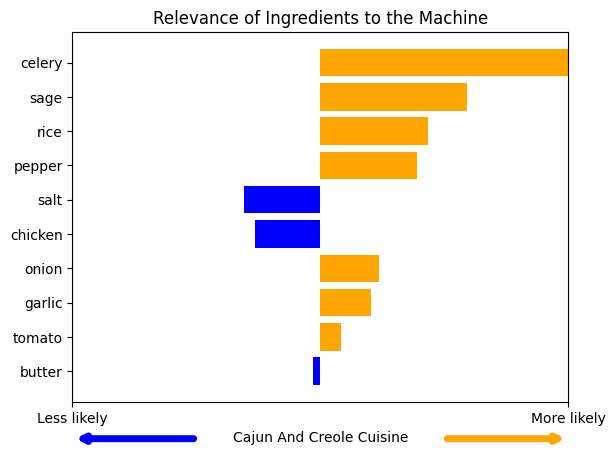 Relevance of Ingredients to the Machine
celery
sage
rice
pepper
salt
chicken
onion
garlic
tomato
butter
Less likely More likely
Cajun And Creole Cuisine